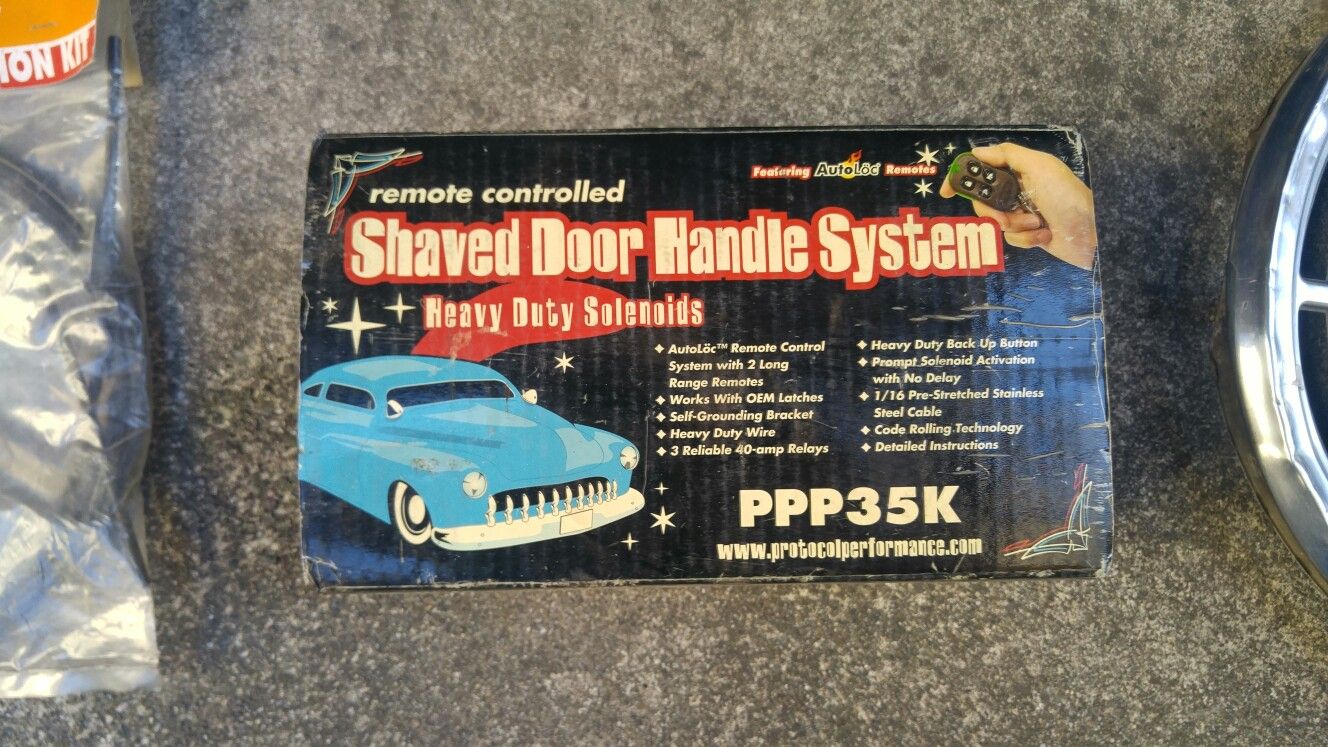 ION KIT
Featuring AutoLöc Remotes
remote controlled
Shaved Door Handle System
Heavy Duty Solenoids
❖ AutoLöc™ Remote Control
System with 2 Long
Range Remotes
❖ Works With OEM Latches
❖ Self-Grounding Bracket
❖ Heavy Duty Wire
❖ 3 Reliable 40-amp Relays
❖ Heavy Duty Back Up Button
❖ Prompt Solenoid Activation
with No Delay
❖ 1/16 Pre-Stretched Stainless
Steel Cable
❖ Code Rolling Technology
❖ Detailed Instructions
PPP35K
www.protocolperformance.com